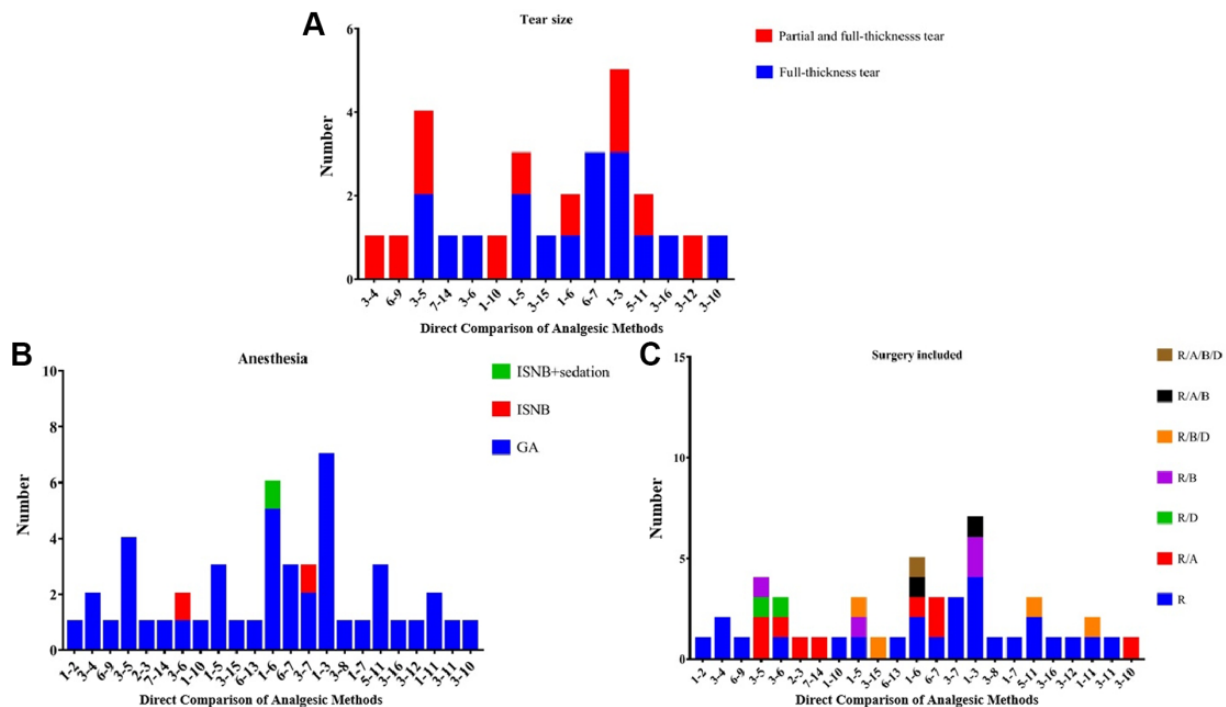 A
Tear size
Partial and full-thicknesss tear
Full-thickness tear
Number
6
4
2
0
3-4 6-9 3-5 7-14 3-6 1-10 1-5 3-15 1-6 6-7 1-3 5-11 3-16 3-12 3-10
Direct Comparison of Analgesic Methods
B
Anesthesia
ISNB+sedation
ISNB
GA
Number
10
8
6
4
2
0
1-2 3-4 6-9 3-5 2-3 7-14 3-6 1-10 1-5 3-15 6-13 1-6 6-7 3-7 1-3 3-8 1-7 5-11 3-16 3-12 1-11 3-11 3-10
Direct Comparison of Analgesic Methods
C
Surgery included
R/A/B/D
R/A/B
R/B/D
R/B
R/D
R/A
R
Number
15
10
5
0
1-2 3-4 6-9 3-5 3-6 2-3 7-14 1-10 1-5 3-15 6-13 1-6 6-7 3-7 1-3 3-8 1-7 5-11 3-16 3-12 1-11 3-11 3-10
Direct Comparison of Analgesic Methods